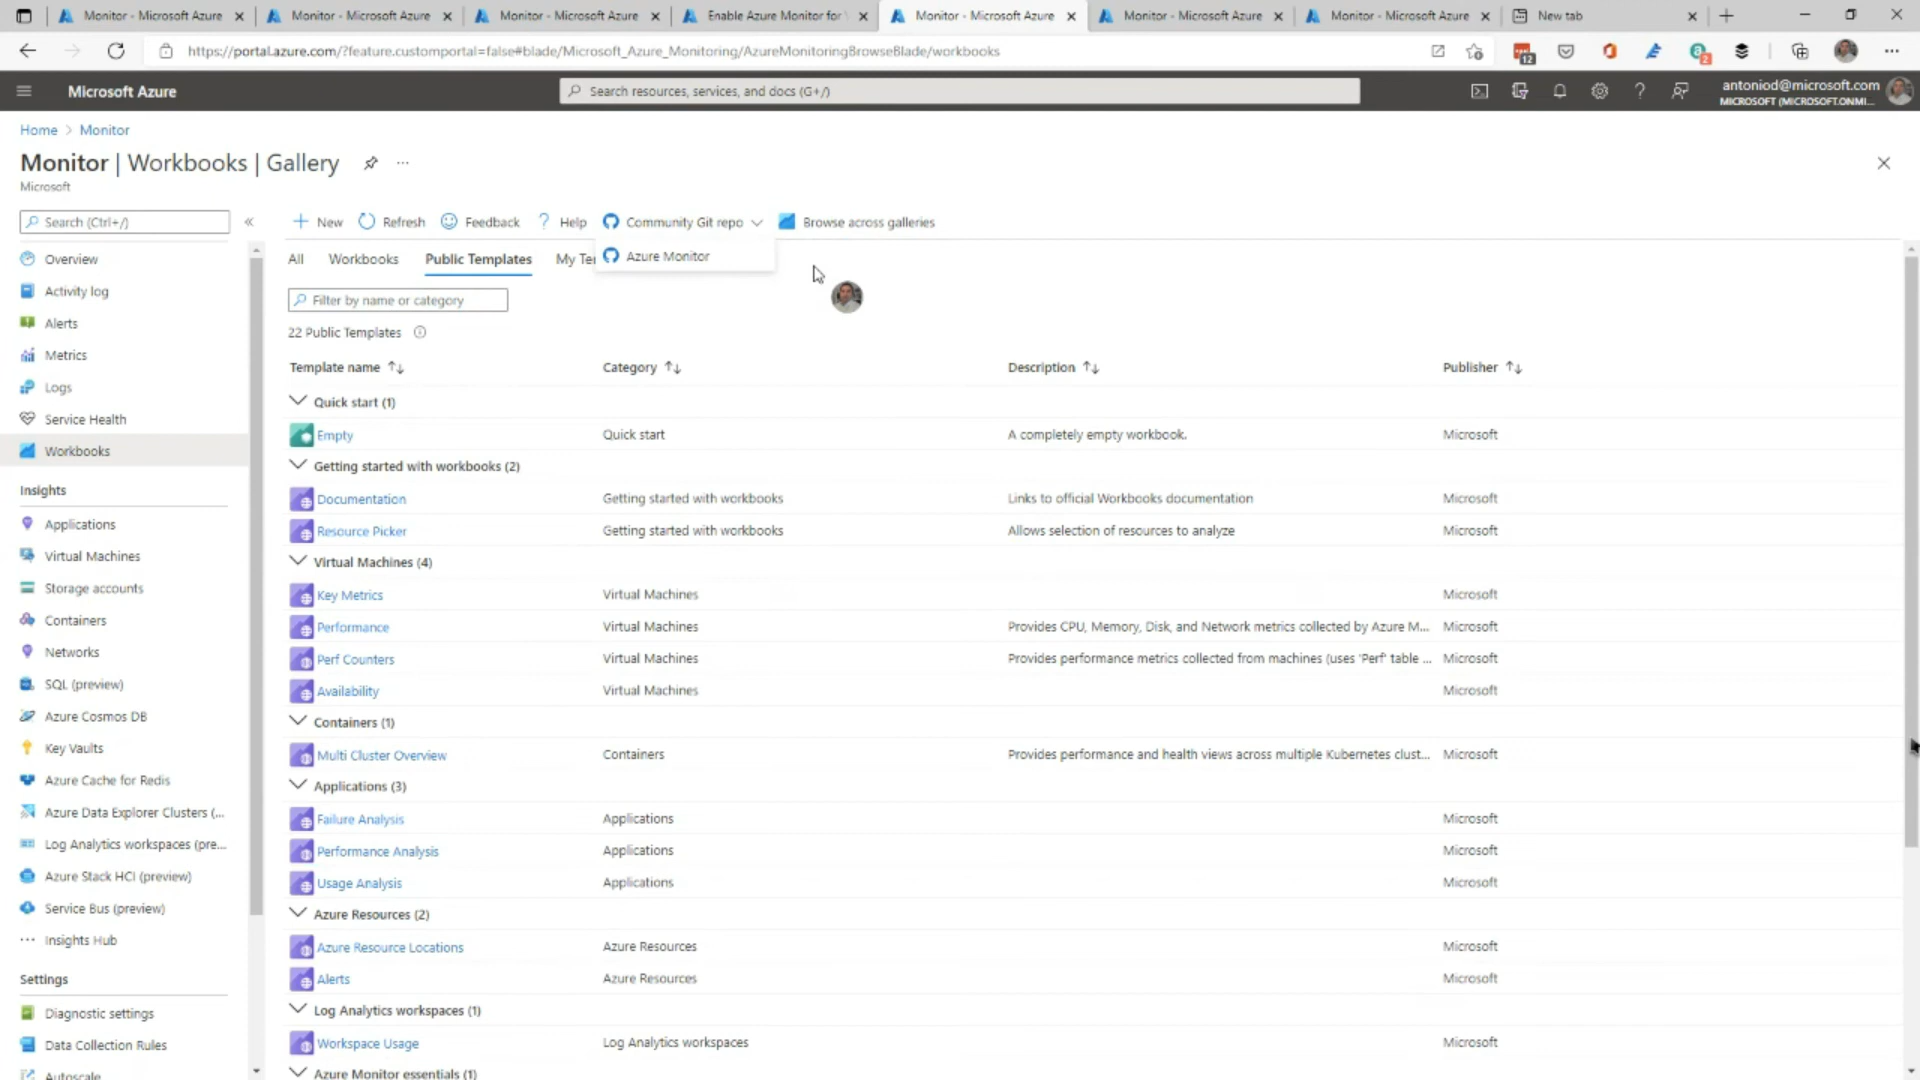 Monitor - Microsoft Azure
Monitor - Microsoft Azure
Monitor - Microsoft Azure
Enable Azure Monitor for
Monitor - Microsoft Azure
Monitor - Microsoft Azure
Monitor - Microsoft Azure
New tab
https://portal.azure.com/?feature.customportal=false#blade/Microsoft_Azure_Monitoring/AzureMonitoringBrowseBlade/workbooks
12
2
Microsoft Azure
Search resources, services, and docs (G+/)
antoniod@microsoft.com
MICROSOFT (MICROSOFT.ONMI...
Home > Monitor
Monitor | Workbooks | Gallery
Microsoft
Search (Ctrl+/)
«
Overview
Activity log
Alerts
Metrics
Logs
Service Health
Workbooks
Insights
Applications
Virtual Machines
Storage accounts
Containers
Networks
SQL (preview)
Azure Cosmos DB
Key Vaults
Azure Cache for Redis
Azure Data Explorer Clusters (...
Log Analytics workspaces (pre...
Azure Stack HCI (preview)
Service Bus (preview)
Insights Hub
Settings
Diagnostic settings
Data Collection Rules
Autoscale
New Refresh Feedback Help Community Git repo Browse across galleries
Azure Monitor
All Workbooks Public Templates My Te
Filter by name or category
22 Public Templates
Template name Category Description Publisher
Quick start (1)
Empty Quick start A completely empty workbook. Microsoft
Getting started with workbooks (2)
Documentation Getting started with workbooks Links to official Workbooks documentation Microsoft
Resource Picker Getting started with workbooks Allows selection of resources to analyze Microsoft
Virtual Machines (4)
Key Metrics Virtual Machines Microsoft
Performance Virtual Machines Provides CPU, Memory, Disk, and Network metrics collected by Azure M... Microsoft
Perf Counters Virtual Machines Provides performance metrics collected from machines (uses 'Perf' table ... Microsoft
Availability Virtual Machines Microsoft
Containers (1)
Multi Cluster Overview Containers Provides performance and health views across multiple Kubernetes clust... Microsoft
Applications (3)
Failure Analysis Applications Microsoft
Performance Analysis Applications Microsoft
Usage Analysis Applications Microsoft
Azure Resources (2)
Azure Resource Locations Azure Resources Microsoft
Alerts Azure Resources Microsoft
Log Analytics workspaces (1)
Workspace Usage Log Analytics workspaces Microsoft
Azure Monitor essentials (1)